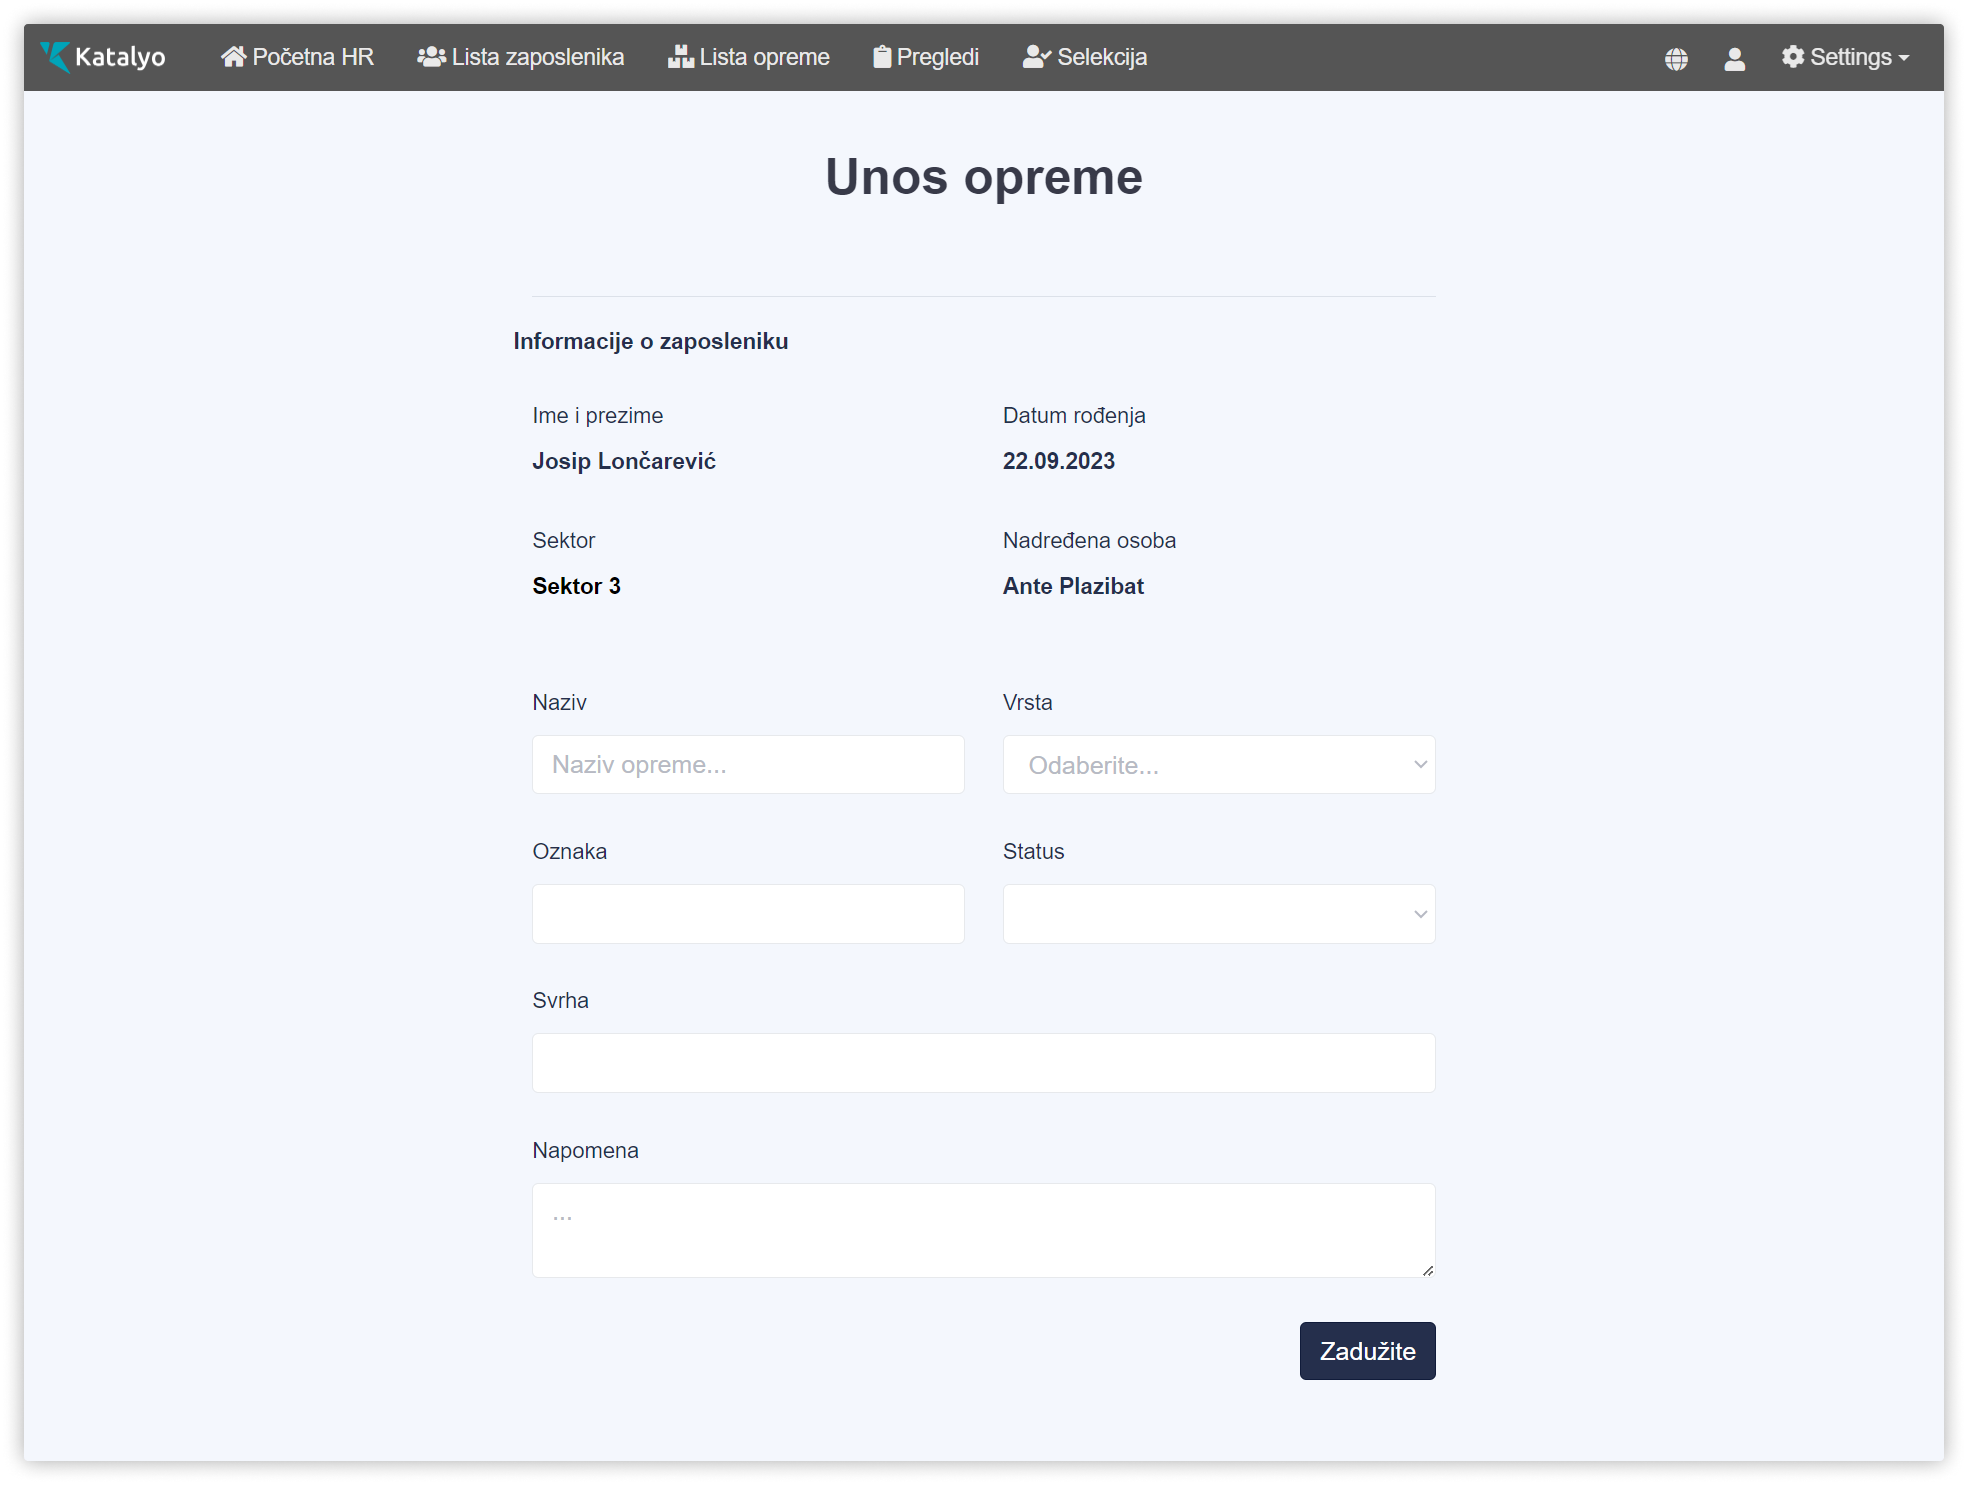 Katalyo Početna HR Lista zaposlenika Lista opreme Pregledi Selekcija Settings
Unos opreme
Informacije o zaposleniku
Ime i prezime Datum rođenja
Josip Lončarević 22.09.2023
Sektor Nadređena osoba
Sektor 3 Ante Plazibat
Naziv Vrsta
Naziv opreme... Odaberite...
Oznaka Status
Svrha
Napomena
...
Zadužite